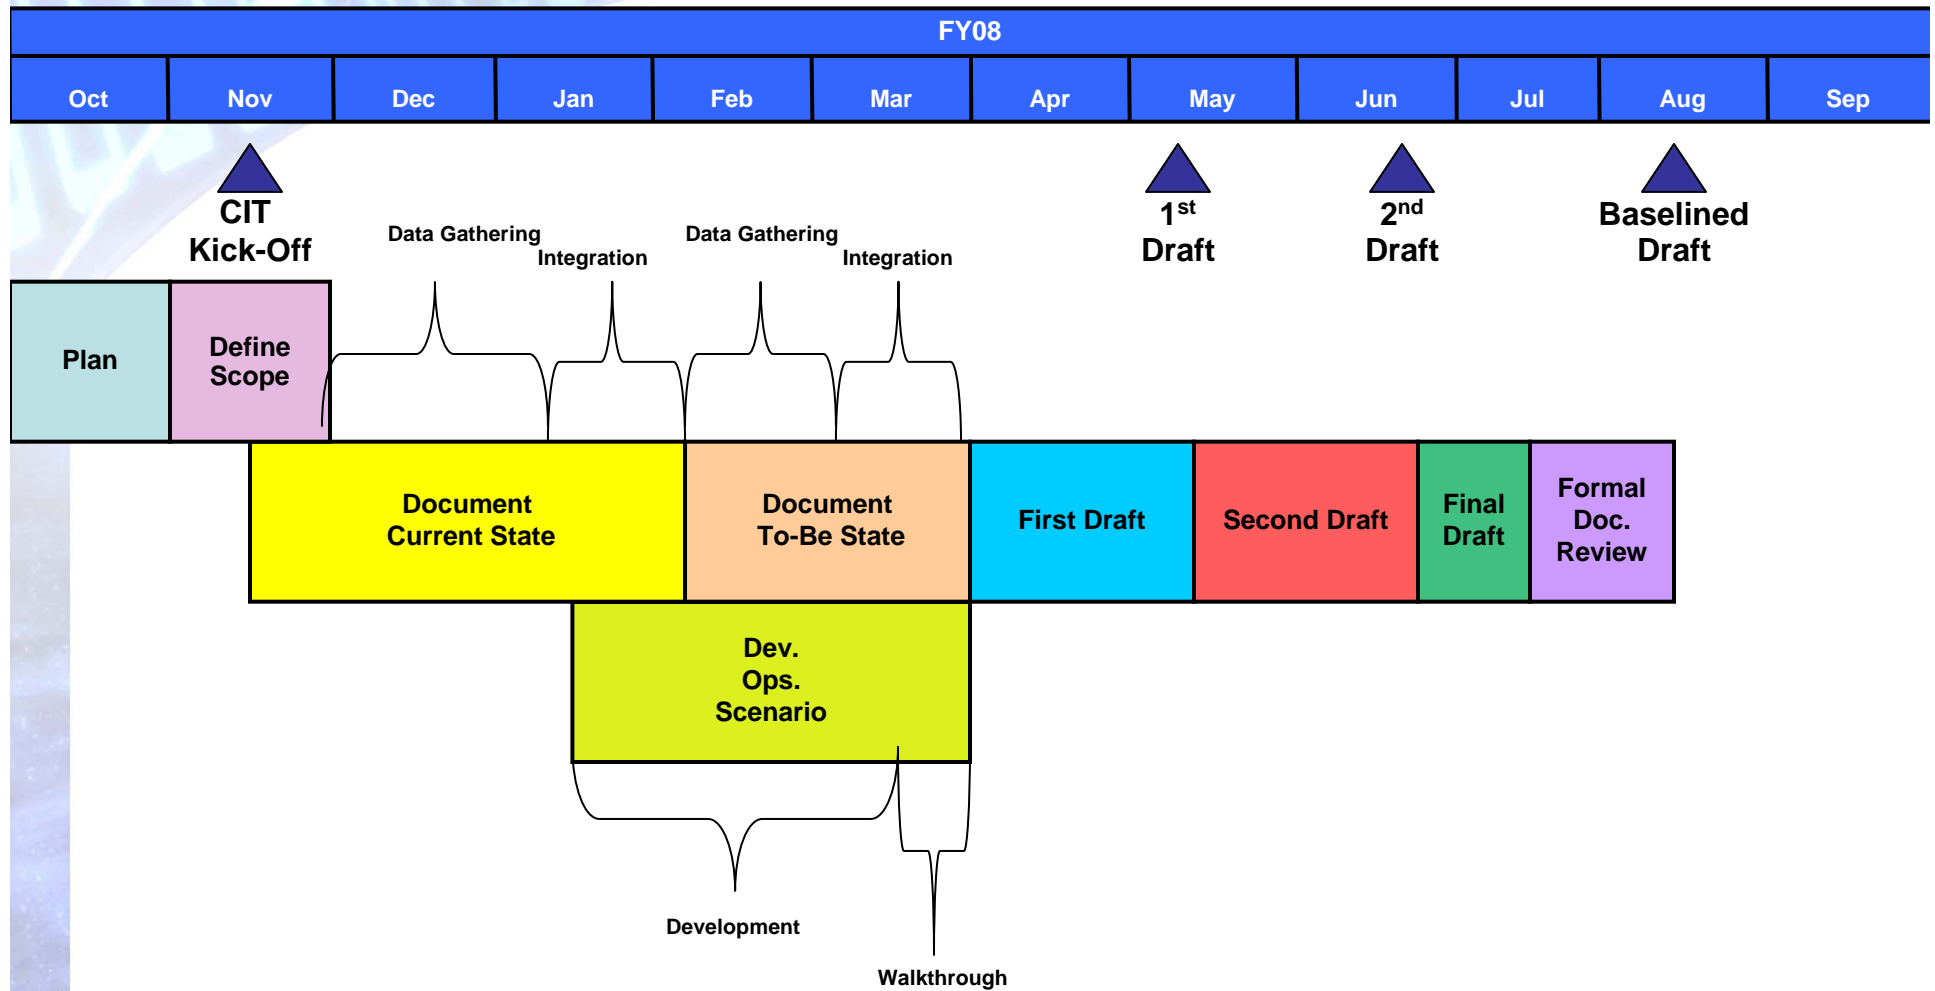 FY08
Oct Nov Dec Jan Feb Mar Apr May Jun Jul Aug Sep
CIT
Kick-Off
Data Gathering
Integration
Data Gathering
Integration
1st
Draft
2nd
Draft
Baselined
Draft
Plan
Define
Scope
Document
Current State
Document
To-Be State
First Draft
Second Draft
Final
Draft
Formal
Doc.
Review
Dev.
Ops.
Scenario
Development
Walkthrough